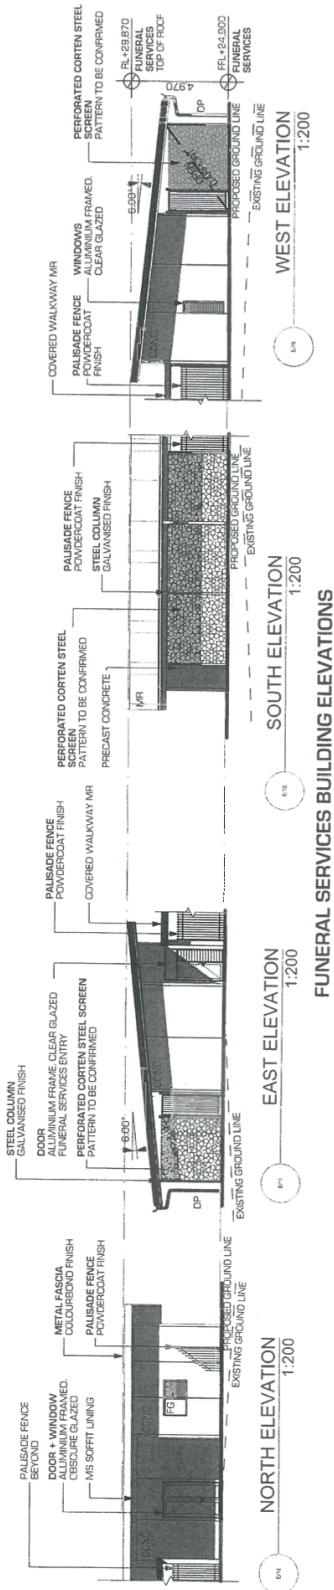 PALISADE FENCE
BEYOND
DOOR + WINDOW
ALUMINIUM FRAMED.
OBSCURE GLAZED
MS SOFFIT LINING
METAL FASCIA
COLOURBOND FINISH
PALISADE FENCE
POWDERCOAT FINISH
CONC
CONC
FG
PROPOSED GROUND LINE
EXISTING GROUND LINE
NORTH ELEVATION
1:200
STEEL COLUMN
GALVANISED FINISH
DOOR
ALUMINIUM FRAME, CLEAR GLAZED
FUNERAL SERVICES ENTRY
PERFORATED CORTEN STEEL SCREEN
PATTERN TO BE CONFIRMED
PALISADE FENCE
POWDERCOAT FINISH
COVERED WALKWAY MR
6.00°
CONC
DP
EXISTING GROUND LINE
EAST ELEVATION
1:200
PERFORATED CORTEN STEEL
SCREEN
PATTERN TO BE CONFIRMED
PRECAST CONCRETE
PALISADE FENCE
POWDERCOAT FINISH
STEEL COLUMN
GALVANISED FINISH
MR
PROPOSED GROUND LINE
EXISTING GROUND LINE
SOUTH ELEVATION
1:200
COVERED WALKWAY MR
PALISADE FENCE
POWDERCOAT
FINISH
WINDOWS
ALUMINIUM FRAMED.
CLEAR GLAZED
PERFORATED CORTEN STEEL
SCREEN
PATTERN TO BE CONFIRMED
6.00°
CONC
DP
4,970
RL+29,870
FUNERAL
SERVICES
TOP OF ROOF
FFL+24,900
FUNERAL
SERVICES
PROPOSED GROUND LINE
EXISTING GROUND LINE
WEST ELEVATION
1:200
FUNERAL SERVICES BUILDING ELEVATIONS